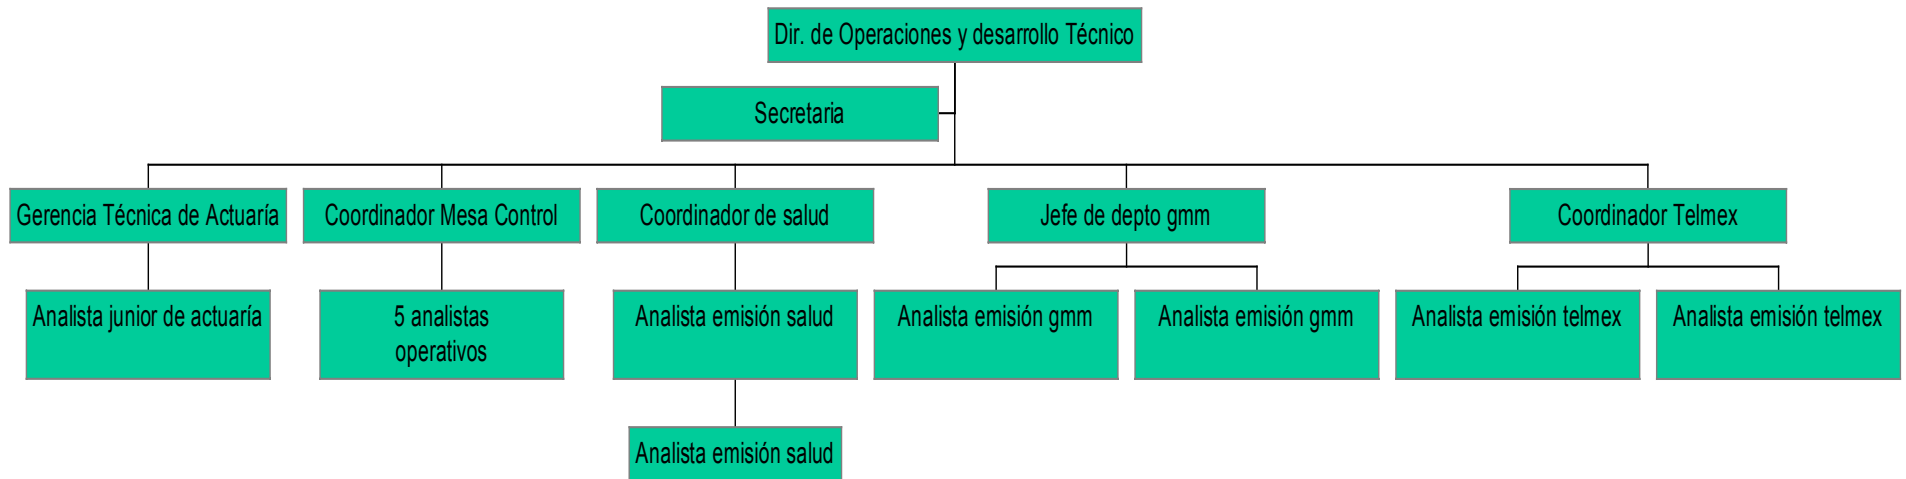 Dir. de Operaciones y desarrollo Técnico
Secretaria
Gerencia Técnica de Actuaría
Coordinador Mesa Control
Coordinador de salud
Jefe de depto gmm
Coordinador Telmex
Analista junior de actuaría
5 analistas
operativos
Analista emisión salud
Analista emisión gmm
Analista emisión gmm
Analista emisión telmex
Analista emisión telmex
Analista emisión salud